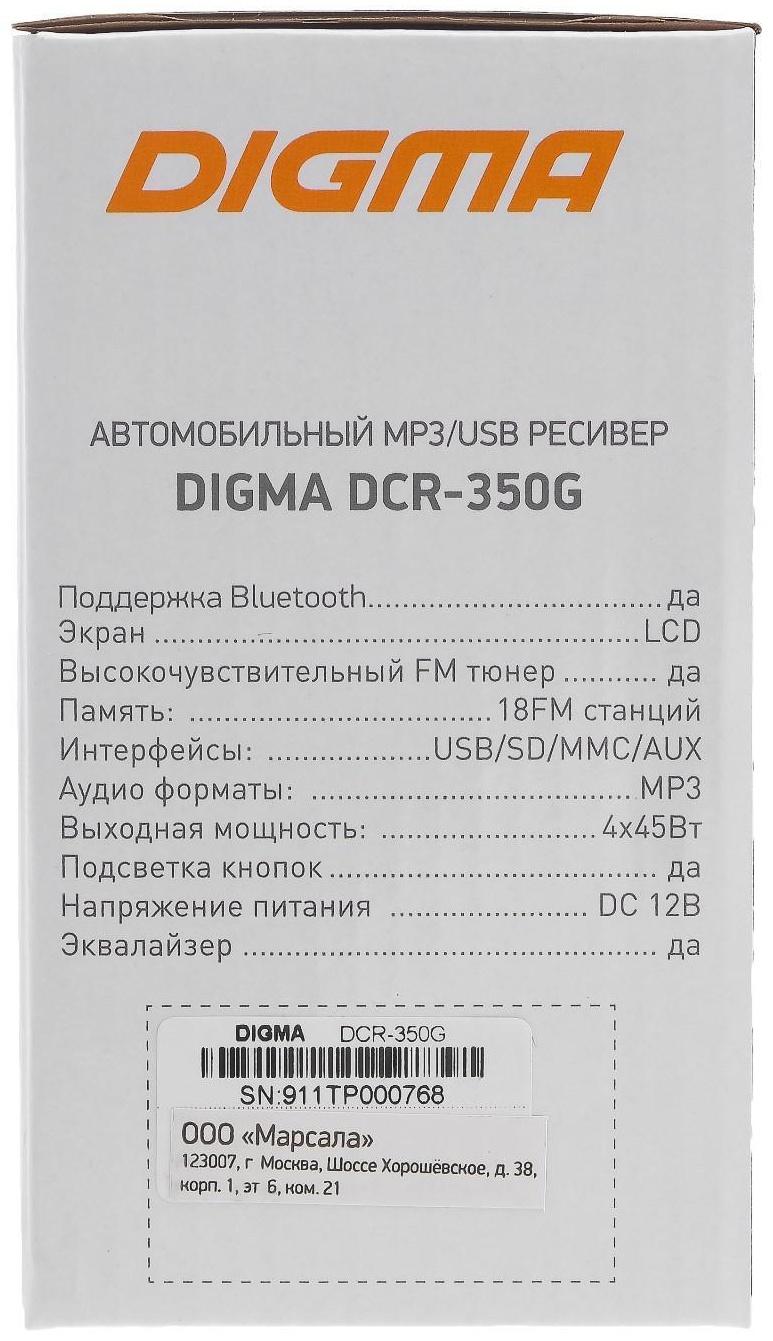 DIGMA
АВТОМОБИЛЬНЫЙ MP3/USB РЕСИВЕР
DIGMA DCR-350G
Поддержка Bluetooth.................................да
Экран .......................................................LCD
Высокочувствительный FM тюнер ........... да
Память: ...................................18FM станций
Интерфейсы: ...................USB/SD/MMC/AUX
Аудио форматы: ......................................MP3
Выходная мощность: .........................4x45Вт
Подсветка кнопок...................................... да
Напряжение питания ....................... DC 12В
Эквалайзер ................................................ да
DIGMA DCR-350G
SN:911TP000768
ООО «Марсала»
123007, г Москва, Шоссе Хорошёвское, д. 38,
корп. 1, эт 6, ком. 21